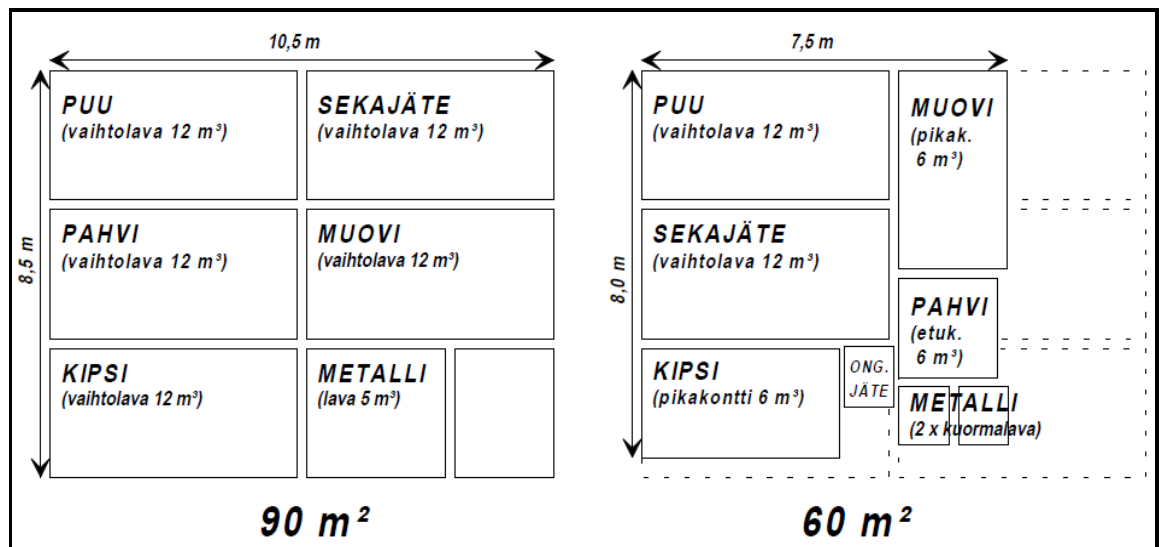 10,5 m
8,5 m
PUU
(vaihtolava 12 m³)
SEKAJÄTE
(vaihtolava 12 m³)
PAHVI
(vaihtolava 12 m³)
MUOVI
(vaihtolava 12 m³)
KIPSI
(vaihtolava 12 m³)
METALLI
(lava 5 m³)
90 m²
7,5 m
8,0 m
PUU
(vaihtolava 12 m³)
MUOVI
(pikak.
6 m³)
SEKAJÄTE
(vaihtolava 12 m³)
PAHVI
(etuk.
6 m³)
KIPSI
(pikakontti 6 m³)
ONG.
JÄTE
METALLI
(2 x kuormalava)
60 m²